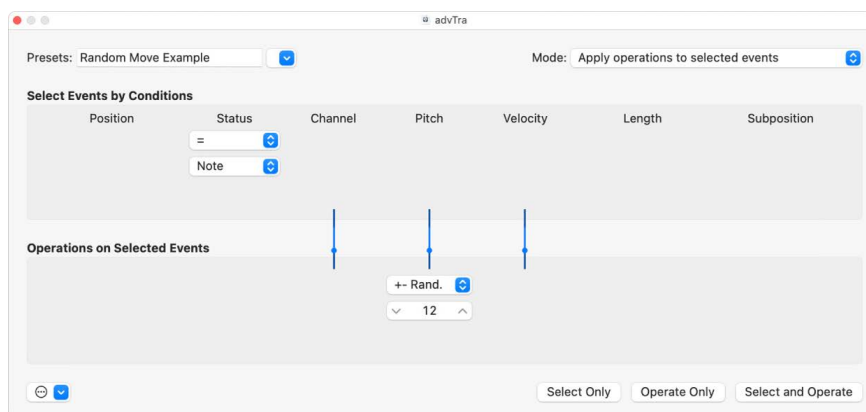 advTra
Presets: Random Move Example Mode: Apply operations to selected events
Select Events by Conditions
Position Status Channel Pitch Velocity Length Subposition
=
Note
Operations on Selected Events
+- Rand.
12
Select Only Operate Only Select and Operate